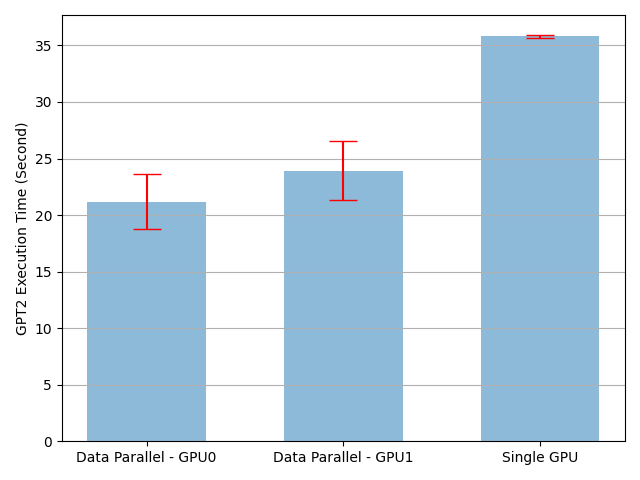 GPT2 Execution Time (Second)
35
30
25
20
15
10
5
0
Data Parallel - GPU0
Data Parallel - GPU1
Single GPU